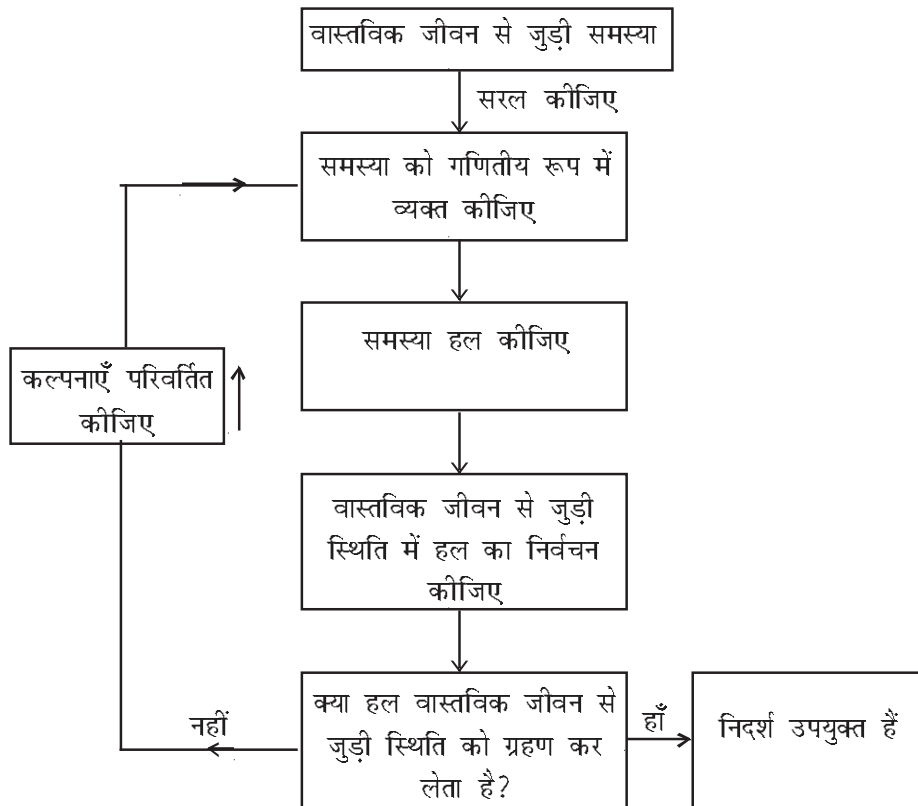 वास्तविक जीवन से जुड़ी समस्या
सरल कीजिए
समस्या को गणितीय रूप में
व्यक्त कीजिए
समस्या हल कीजिए
कल्पनाएँ परिवर्तित
कीजिए
वास्तविक जीवन से जुड़ी
स्थिति में हल का निर्वचन
कीजिए
नहीं
क्या हल वास्तविक जीवन से
जुड़ी स्थिति को ग्रहण कर
लेता है?
हाँ
निदर्श उपयुक्त हैं